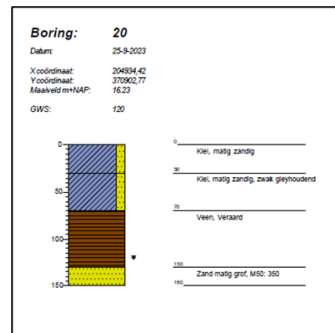 Boring: 20
Datum: 25-9-2023
Xcoördinaat: 204934,42
Ycoördinaat: 370902,77
Maaiveld m+NAP: 16,23
GWS: 120
0
50
100
150
0
Klei, matig zandig
30
Klei, matig zandig, zwak gleyhoudend
70
Veen, Veraard
130
Zand matig grof, M50: 350
150